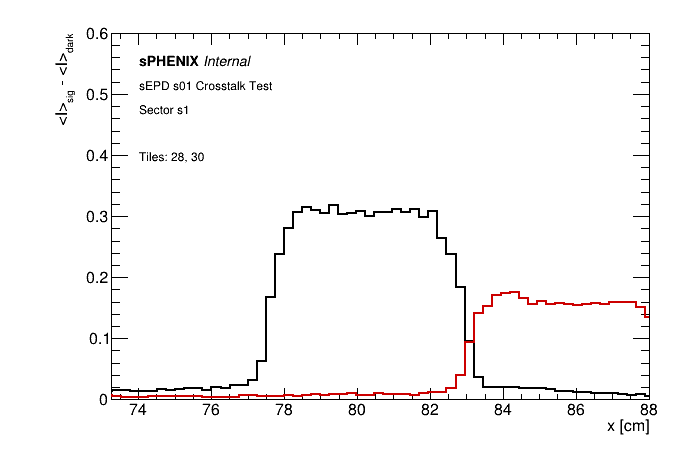 0.6
0.5
0.4
0.3
0.2
0.1
0
<I>sig - <I>dark
sPHENIX Internal
sEPD s01 Crosstalk Test
Sector s1
Tiles: 28, 30
74 76 78 80 82 84 86 88
x [cm]